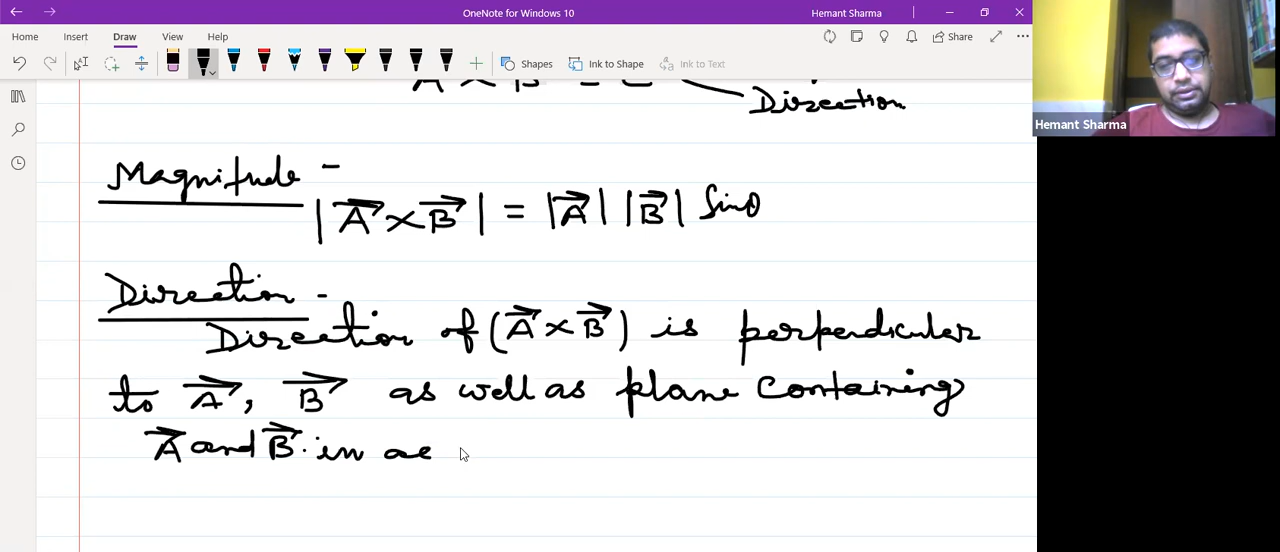 OneNote for Windows 10
Hemant Sharma
Home Insert Draw View Help
Share
Shapes Ink to Shape Ink to Text
Direction
Hemant Sharma
Magnitude -
|A⃗ × B⃗| = |A⃗| |B⃗| Sinθ
Direction -
Direction of (A⃗ × B⃗) is perpendicular
to A⃗, B⃗ as well as plane containing
A⃗ and B⃗. in ac